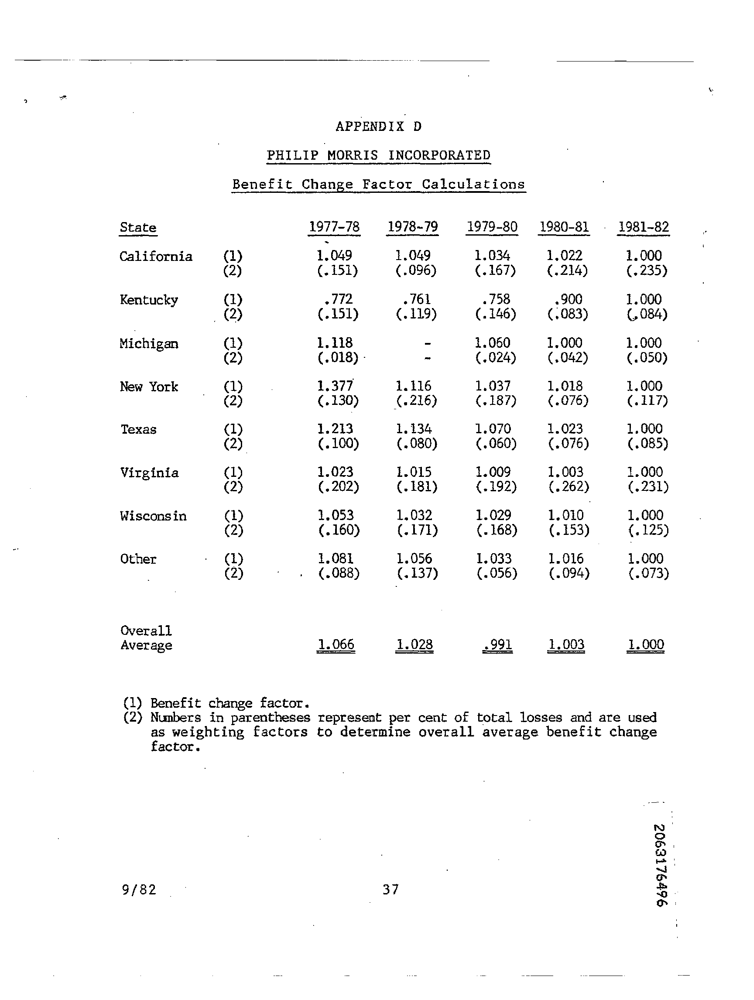 APPENDIX D
PHILIP MORRIS INCORPORATED
Benefit Change Factor Calculations
State 1977-78 1978-79 1979-80 1980-81 1981-82
California (1) 1.049 1.049 1.034 1.022 1.000
(2) (.151) (.096) (.167) (.214) (.235)
Kentucky (1) .772 .761 .758 .900 1.000
(2) (.151) (.119) (.146) (.083) (.084)
Michigan (1) 1.118 - 1.060 1.000 1.000
(2) (.018) - (.024) (.042) (.050)
New York (1) 1.377 1.116 1.037 1.018 1.000
(2) (.130) (.216) (.187) (.076) (.117)
Texas (1) 1.213 1.134 1.070 1.023 1.000
(2) (.100) (.080) (.060) (.076) (.085)
Virginia (1) 1.023 1.015 1.009 1.003 1.000
(2) (.202) (.181) (.192) (.262) (.231)
Wisconsin (1) 1.053 1.032 1.029 1.010 1.000
(2) (.160) (.171) (.168) (.153) (.125)
Other (1) 1.081 1.056 1.033 1.016 1.000
(2) (.088) (.137) (.056) (.094) (.073)
Overall
Average 1.066 1.028 .991 1.003 1.000
(1) Benefit change factor.
(2) Numbers in parentheses represent per cent of total losses and are used
as weighting factors to determine overall average benefit change
factor.
9/82 37
2063176496